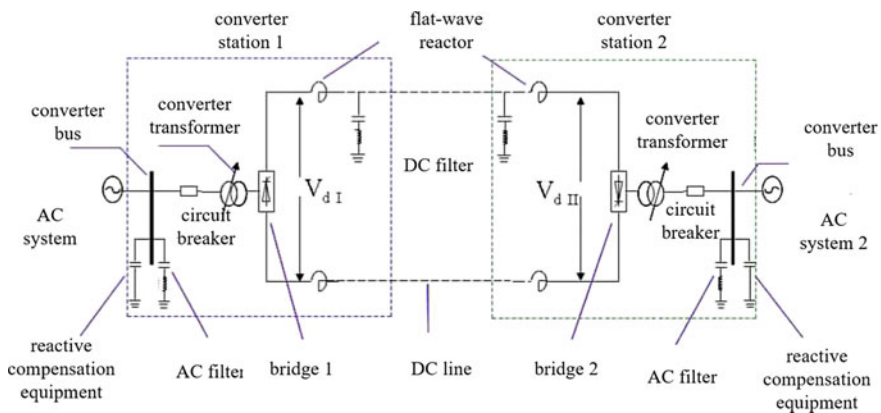 converter
station 1
flat-wave
reactor
converter
station 2
converter
bus
converter
transformer
converter
transformer
converter
bus
DC filter
V d I
V d II
AC
system
circuit
breaker
circuit
breaker
AC
system 2
reactive
compensation
equipment
AC filter
bridge 1
DC line
bridge 2
AC filter
reactive
compensation
equipment